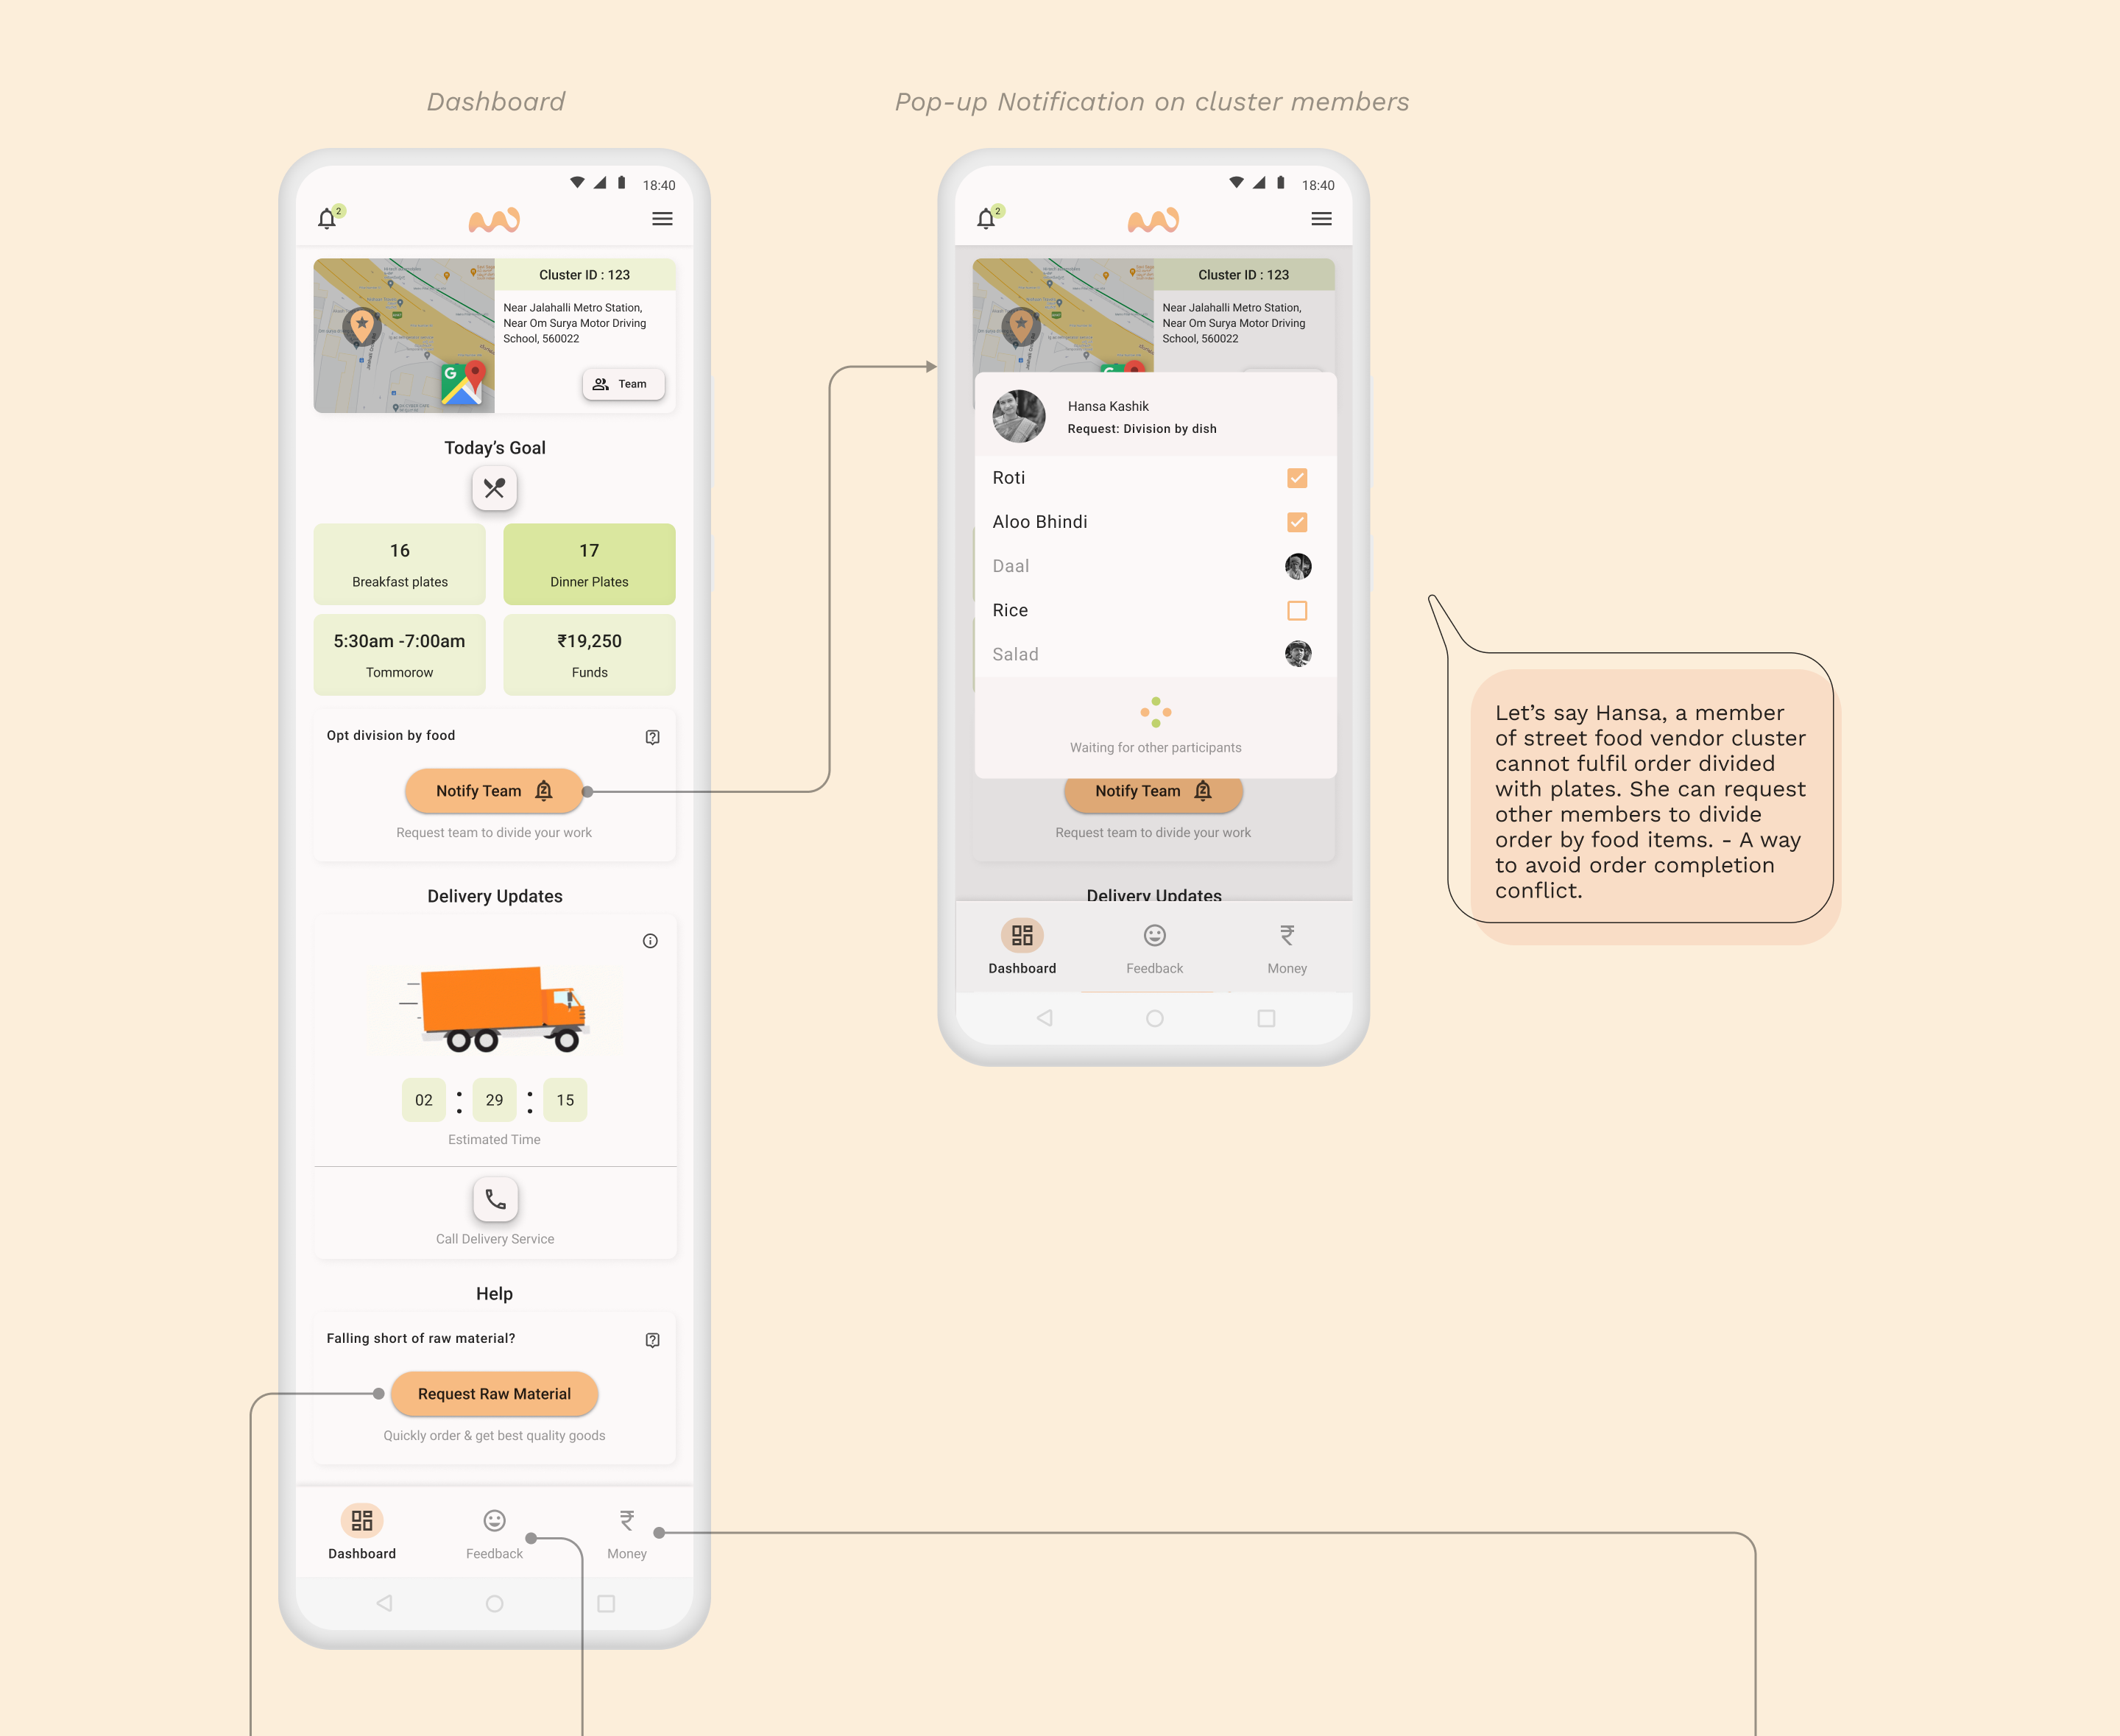 Dashboard
Pop-up Notification on cluster members
18:40
2
Cluster ID : 123
Near Jalahalli Metro Station,
Near Om Surya Motor Driving
School, 560022
G
Team
Today’s Goal
16
Breakfast plates
17
Dinner Plates
5:30am -7:00am
Tommorow
₹19,250
Funds
Opt division by food
Notify Team
Request team to divide your work
Delivery Updates
02 : 29 : 15
Estimated Time
Call Delivery Service
Help
Falling short of raw material?
Request Raw Material
Quickly order & get best quality goods
Dashboard
Feedback
₹
Money
18:40
2
Cluster ID : 123
Near Jalahalli Metro Station,
Near Om Surya Motor Driving
School, 560022
G
Hansa Kashik
Request: Division by dish
Roti
Aloo Bhindi
Daal
Rice
Salad
Waiting for other participants
Notify Team
Request team to divide your work
Delivery Updates
Dashboard
Feedback
₹
Money
Let’s say Hansa, a member
of street food vendor cluster
cannot fulfil order divided
with plates. She can request
other members to divide
order by food items. - A way
to avoid order completion
conflict.